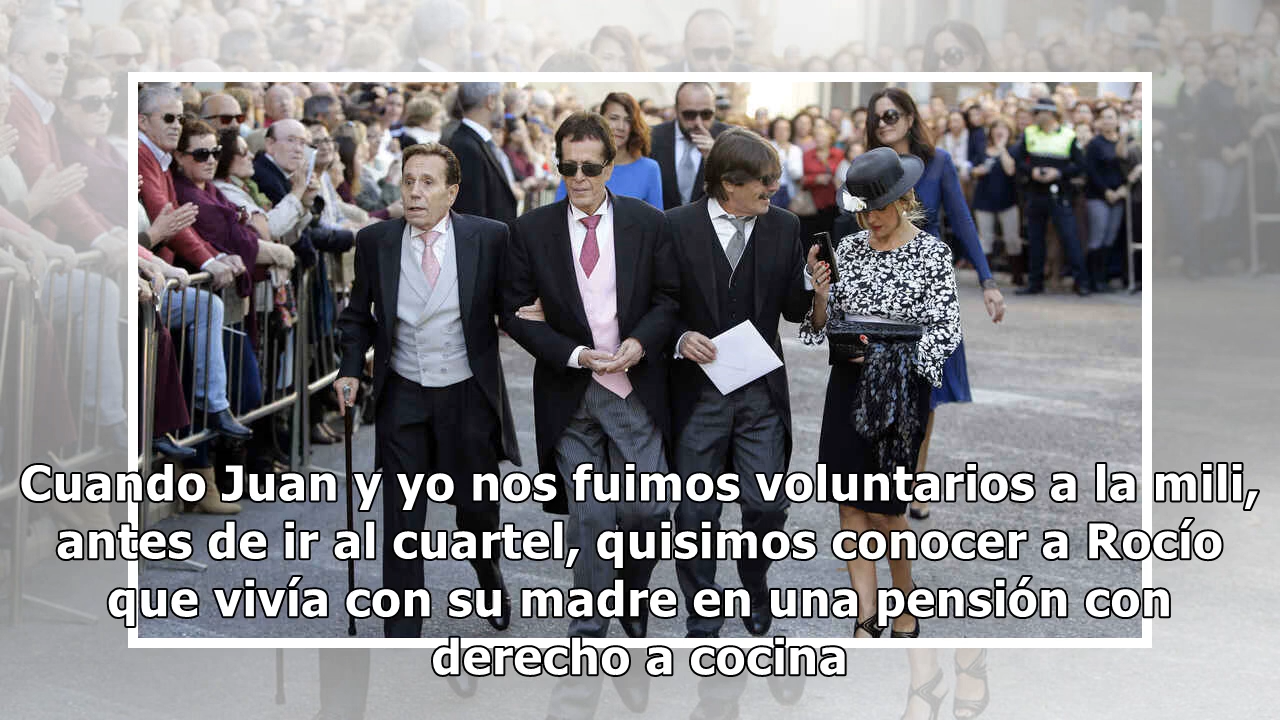 Cuando Juan y yo nos fuimos voluntarios a la mili,
antes de ir al cuartel, quisimos conocer a Rocío
que vivía con su madre en una pensión con
derecho a cocina